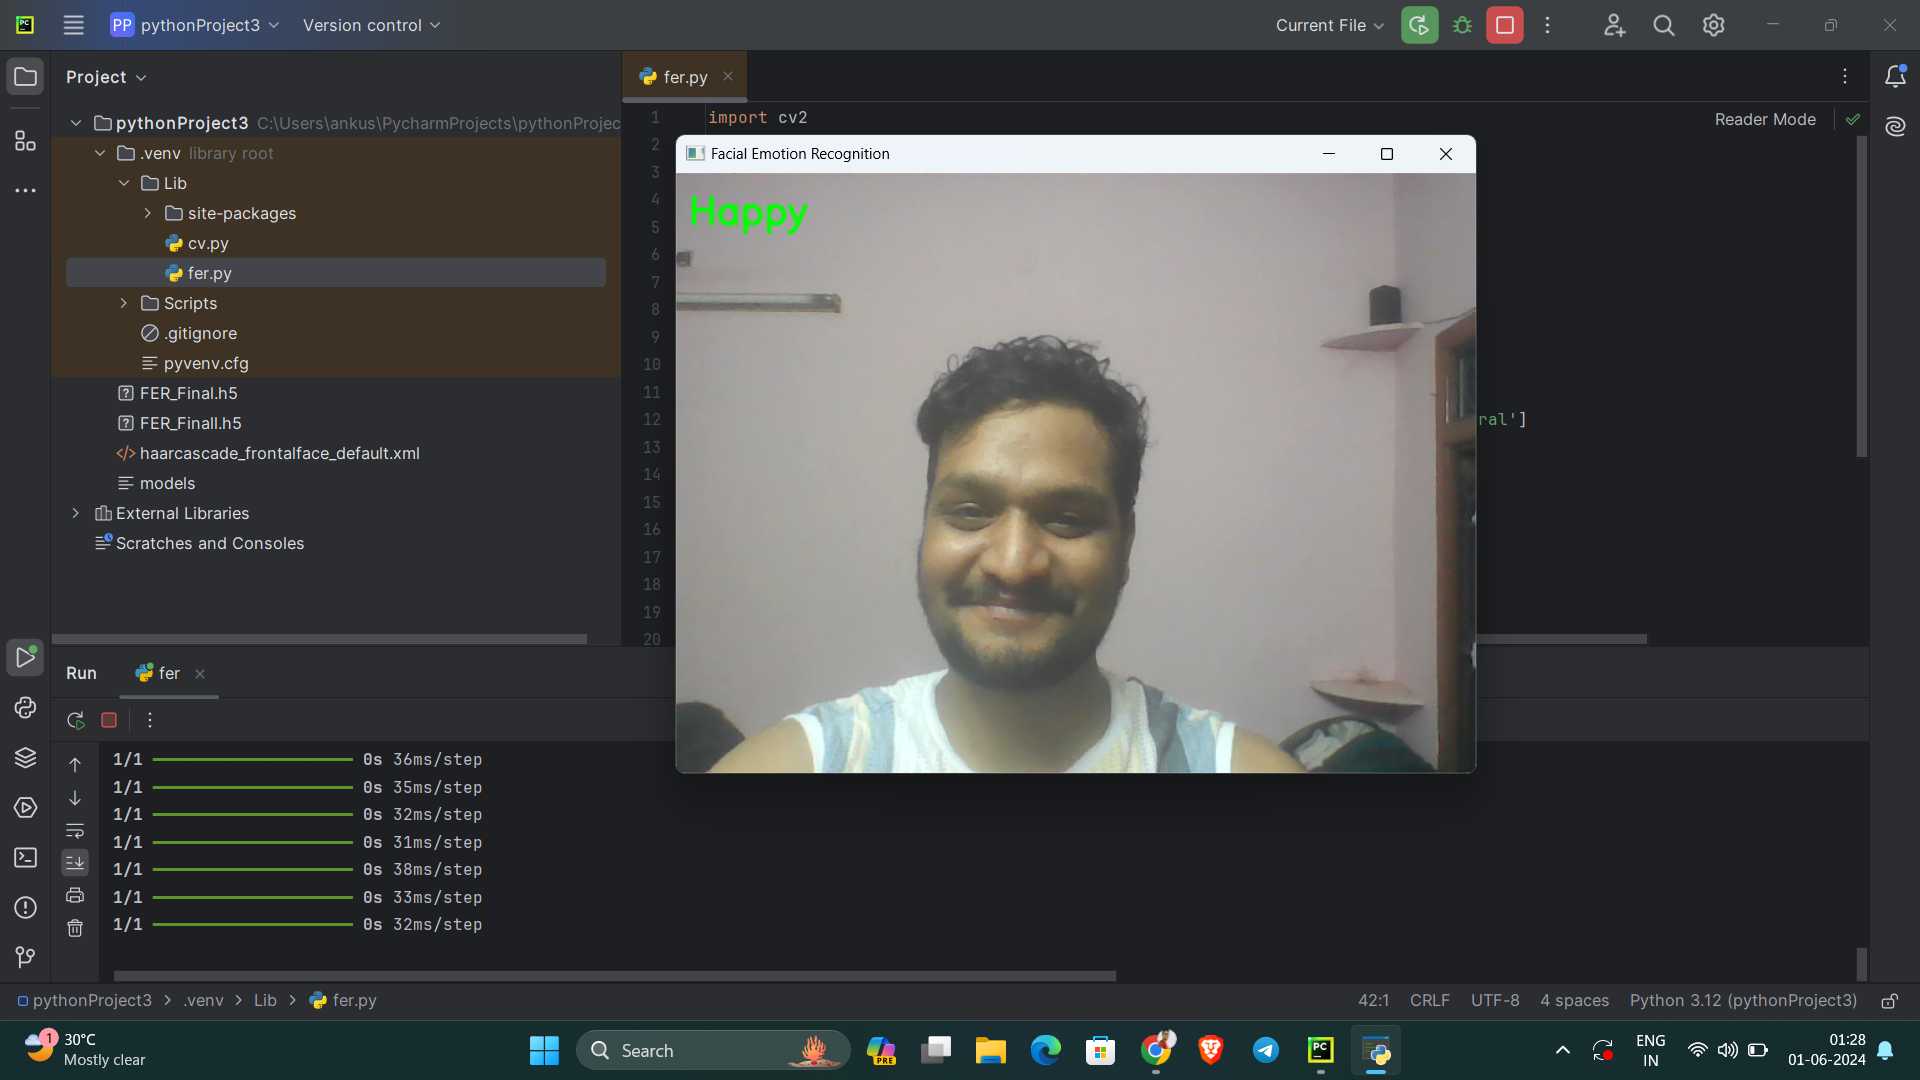 PP pythonProject3 Version control Current File
Project
fer.py
pythonProject3 C:\Users\ankus\PycharmProjects\pythonProjec
.venv library root
Lib
site-packages
cv.py
fer.py
Scripts
.gitignore
pyvenv.cfg
FER_Final.h5
FER_Finall.h5
haarcascade_frontalface_default.xml
models
External Libraries
Scratches and Consoles
1 import cv2
Reader Mode
2
3
4
5
6
7
8
9
10
11
12 ral']
13
14
15
16
17
18
19
20
Facial Emotion Recognition
Happy
Run fer
1/1 0s 36ms/step
1/1 0s 35ms/step
1/1 0s 32ms/step
1/1 0s 31ms/step
1/1 0s 38ms/step
1/1 0s 33ms/step
1/1 0s 32ms/step
pythonProject3 > .venv > Lib > fer.py 42:1 CRLF UTF-8 4 spaces Python 3.12 (pythonProject3)
1
30°C
Mostly clear
Search
PRE
PC
ENG
IN
01:28
01-06-2024